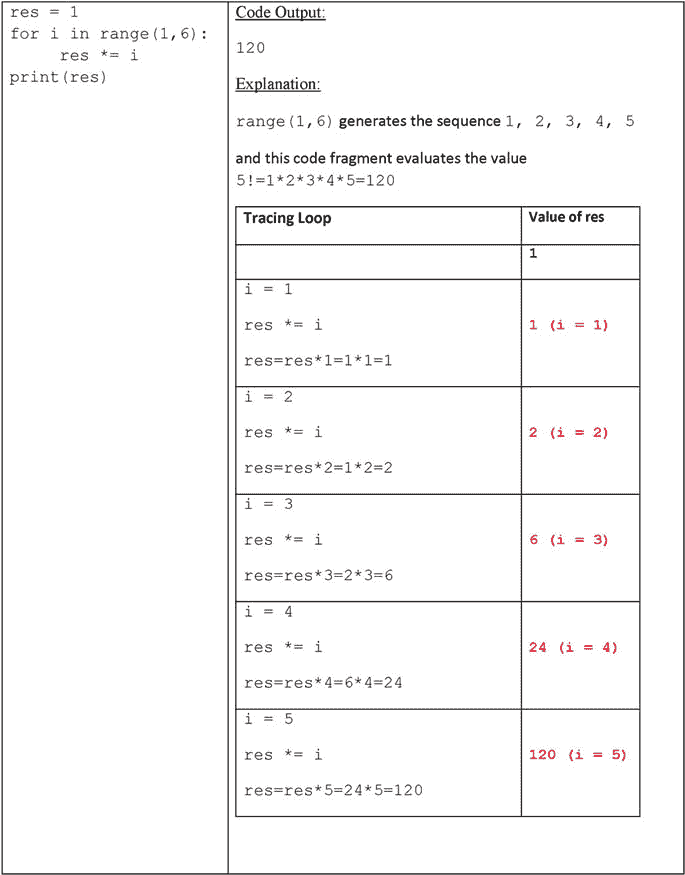 res = 1
for i in range(1,6):
     res *= i
print(res)
Code Output:
120
Explanation:
range(1,6) generates the sequence 1, 2, 3, 4, 5
and this code fragment evaluates the value
5!=1*2*3*4*5=120
Tracing Loop
Value of res
1
i = 1
res *= i
res=res*1=1*1=1
1 (i = 1)
i = 2
res *= i
res=res*2=1*2=2
2 (i = 2)
i = 3
res *= i
res=res*3=2*3=6
6 (i = 3)
i = 4
res *= i
res=res*4=6*4=24
24 (i = 4)
i = 5
res *= i
res=res*5=24*5=120
120 (i = 5)